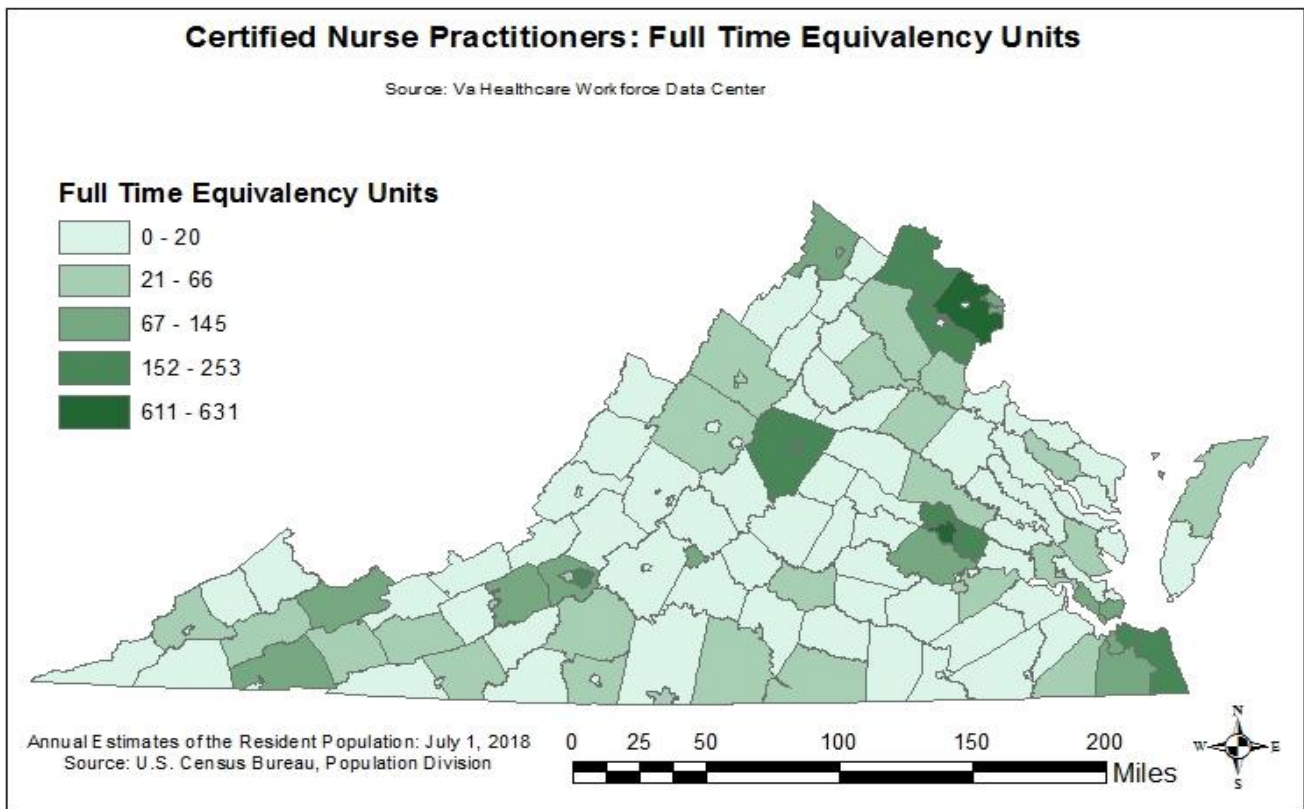 Certified Nurse Practitioners: Full Time Equivalency Units
Source: Va Healthcare Workforce Data Center
Full Time Equivalency Units
0 - 20
21 - 66
67 - 145
152 - 253
611 - 631
Annual Estimates of the Resident Population: July 1, 2018
Source: U.S. Census Bureau, Population Division
0 25 50 100 150 200
Miles
N
W E
S